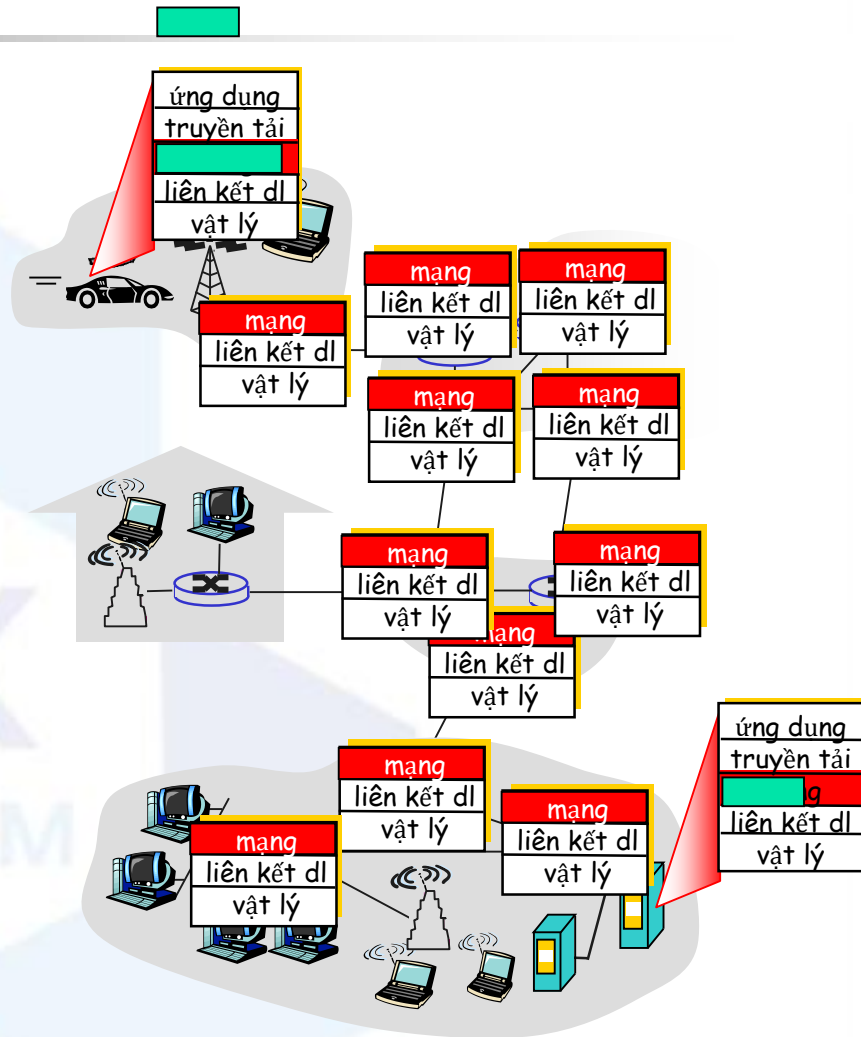 ứng dụng
truyền tải
liên kết dl
vật lý
mạng
liên kết dl
vật lý
mạng
liên kết dl
vật lý
mạng
liên kết dl
vật lý
mạng
liên kết dl
vật lý
mạng
liên kết dl
vật lý
mạng
liên kết dl
vật lý
mạng
liên kết dl
vật lý
mạng
liên kết dl
vật lý
ứng dụng
truyền tải
liên kết dl
vật lý
mạng
liên kết dl
vật lý
mạng
liên kết dl
vật lý
mạng
liên kết dl
vật lý